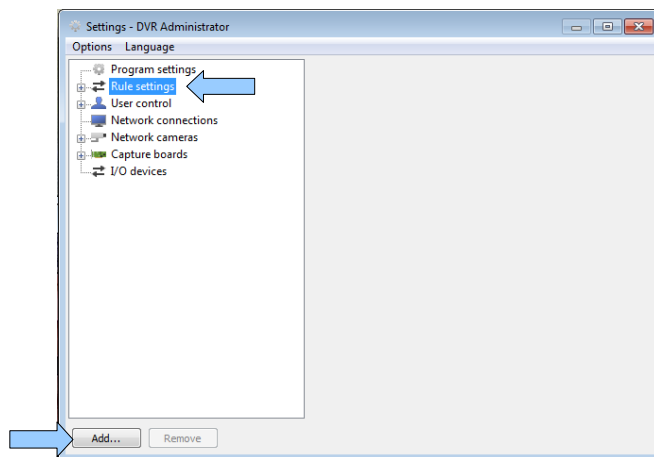 Settings - DVR Administrator
Options Language
Program settings
Rule settings
User control
Network connections
Network cameras
Capture boards
I/O devices
Add... Remove